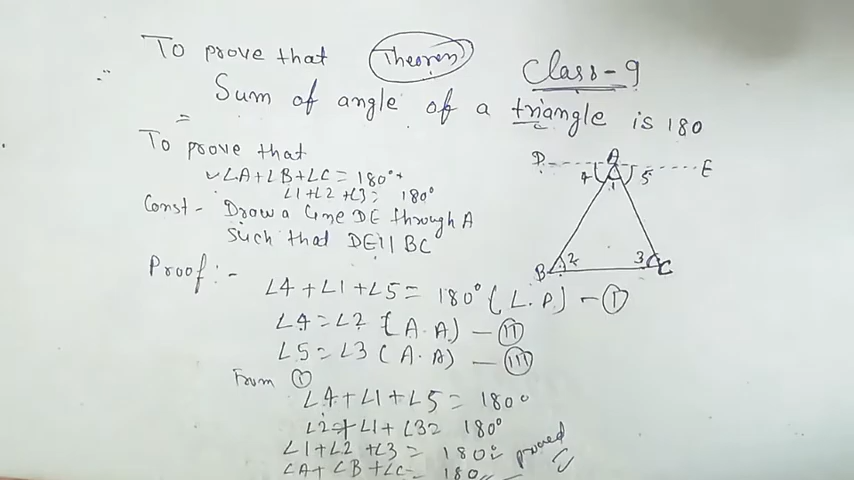 To prove that Theorem
Class-9
Sum of angle of a triangle is 180
To prove that
∠A+∠B+∠C = 180°
∠1+∠2+∠3= 180°
Const- Draw a line DE through A
Such that DE||BC
D A E
4 1 5
B 2 3 C
Proof:-
∠4+∠1+∠5= 180° (L.P) - (I)
∠4=∠2 (A.A) - (II)
∠5=∠3 (A.A) - (III)
From (I)
∠4+∠1+∠5= 180°
∠2+∠1+∠3= 180°
∠1+∠2+∠3= 180° proved
∠A+∠B+∠C= 180